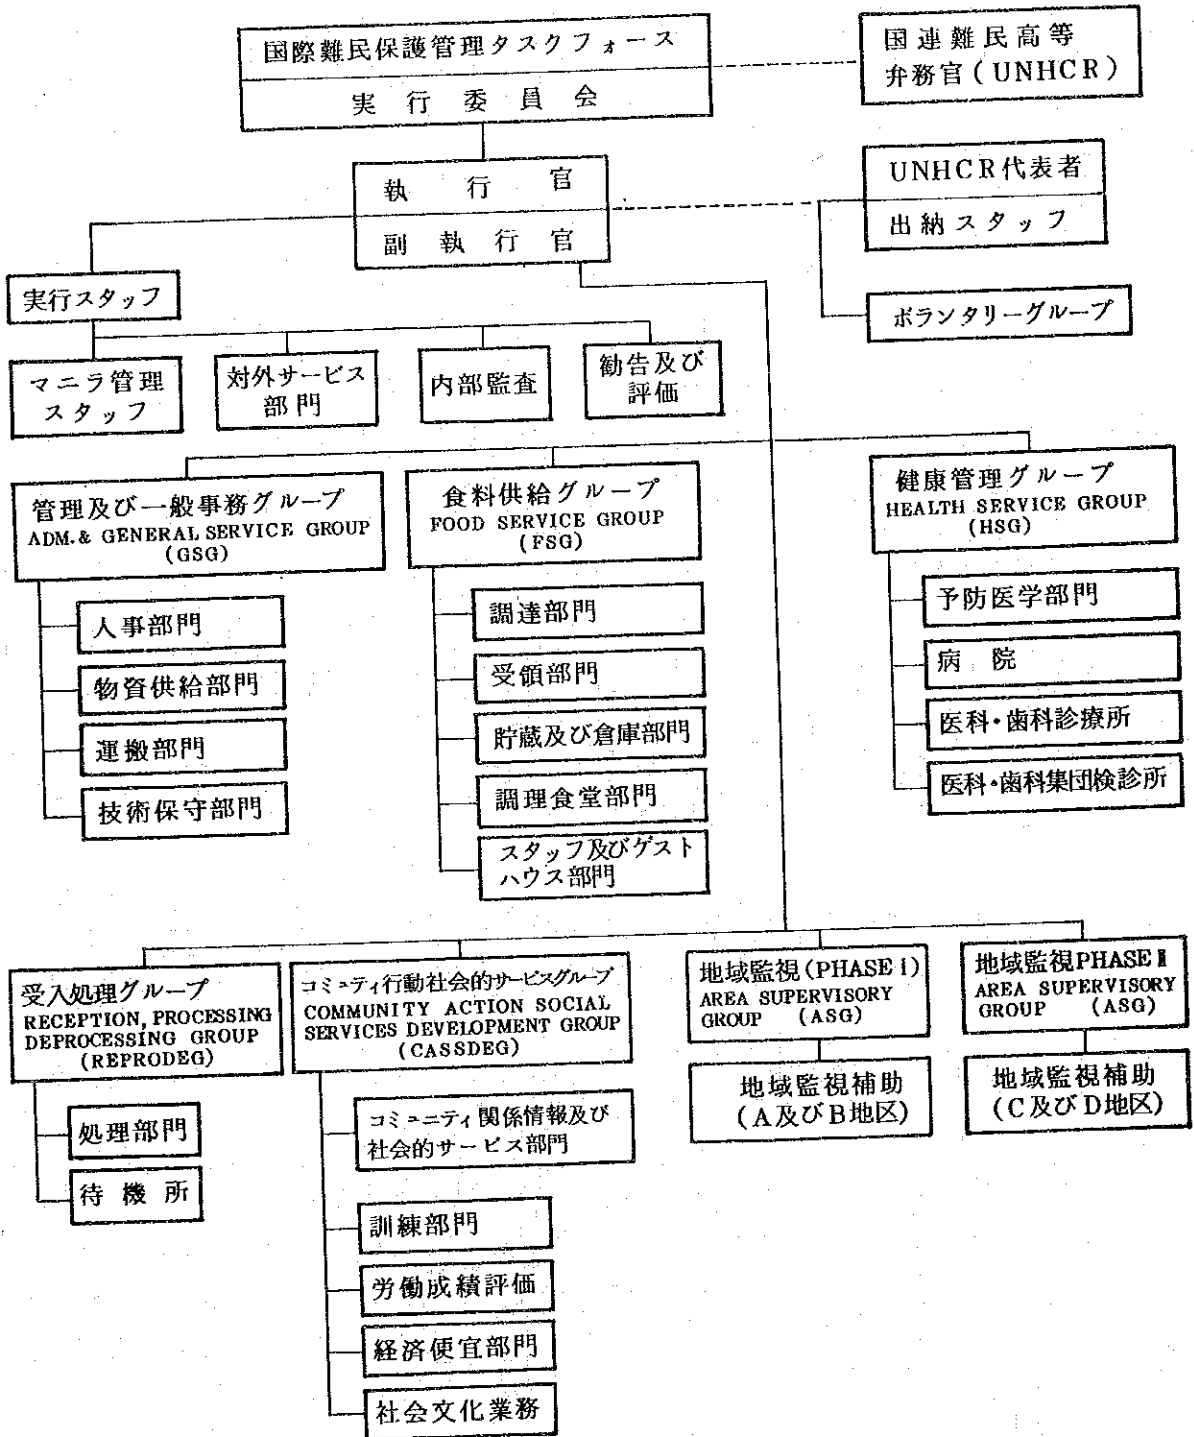 国際難民保護管理タスクフォース
実行委員会
国連難民高等
弁務官(UNHCR)
執行官
副執行官
UNHCR代表者
出納スタッフ
ボランタリーグループ
実行スタッフ
マニラ管理
スタッフ
対外サービス
部門
内部監査
勧告及び
評価
管理及び一般事務グループ
ADM.& GENERAL SERVICE GROUP
(GSG)
人事部門
物資供給部門
運搬部門
技術保守部門
食料供給グループ
FOOD SERVICE GROUP
(FSG)
調達部門
受領部門
貯蔵及び倉庫部門
調理食堂部門
スタッフ及びゲスト
ハウス部門
健康管理グループ
HEALTH SERVICE GROUP
(HSG)
予防医学部門
病院
医科・歯科診療所
医科・歯科集団検診所
受入処理グループ
RECEPTION, PROCESSING
DEPROCESSING GROUP
(REPRODEG)
処理部門
待機所
コミュティ行動社会的サービスグループ
COMMUNITY ACTION SOCIAL
SERVICES DEVELOPMENT GROUP
(CASSDEG)
コミュニティ関係情報及び
社会的サービス部門
訓練部門
労働成績評価
経済便宜部門
社会文化業務
地域監視(PHASE I)
AREA SUPERVISORY
GROUP (ASG)
地域監視補助
(A及びB地区)
地域監視PHASE II
AREA SUPERVISORY
GROUP (ASG)
地域監視補助
(C及びD地区)